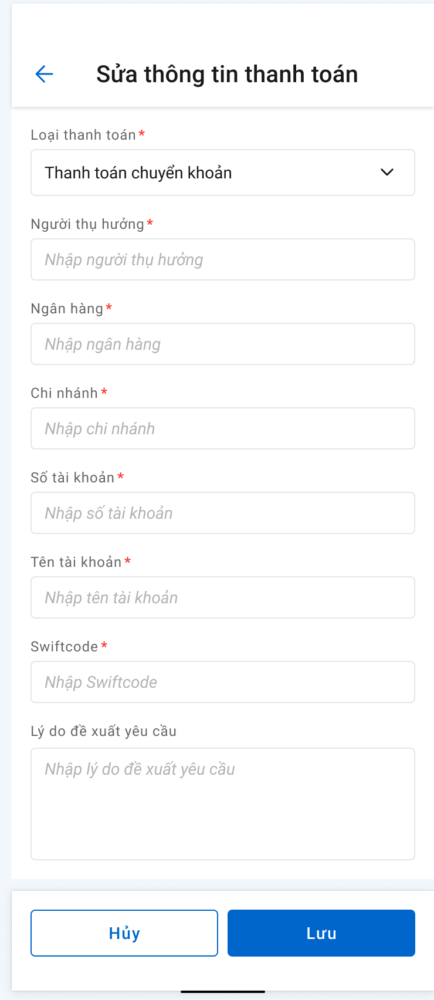 Sửa thông tin thanh toán
Loại thanh toán*
Thanh toán chuyển khoản
Người thụ hưởng*
Nhập người thụ hưởng
Ngân hàng*
Nhập ngân hàng
Chi nhánh*
Nhập chi nhánh
Số tài khoản*
Nhập số tài khoản
Tên tài khoản*
Nhập tên tài khoản
Swiftcode*
Nhập Swiftcode
Lý do đề xuất yêu cầu
Nhập lý do đề xuất yêu cầu
Hủy Lưu